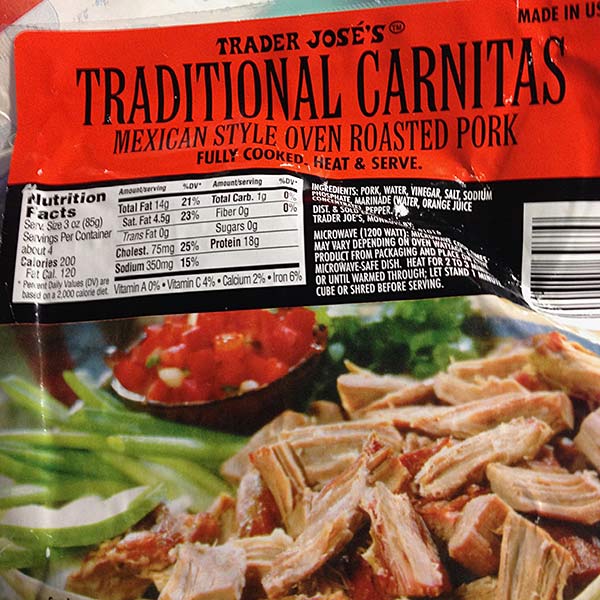 MADE IN US
TRADER JOSÉ'S™
TRADITIONAL CARNITAS
MEXICAN STYLE OVEN ROASTED PORK
FULLY COOKED. HEAT & SERVE.
Nutrition Facts
Serv. Size 3 oz (85g)
Servings Per Container
about 4
Calories 200
Fat Cal. 120
*Percent Daily Values (DV) are
based on a 2,000 calorie diet.
Amount/serving %DV* Amount/serving %DV*
Total Fat 14g 21% Total Carb. 1g 0%
Sat. Fat 4.5g 23% Fiber 0g 0%
Trans Fat 0g Sugars 0g
Cholest. 75mg 25% Protein 18g
Sodium 350mg 15%
Vitamin A 0% • Vitamin C 4% • Calcium 2% • Iron 6%
INGREDIENTS: PORK, WATER, VINEGAR, SALT, SODIUM
PHOSPHATE, MARINADE (WATER, ORANGE JUICE
DIST. & SOLD PEPPER,
TRADER JOE'S,
MICROWAVE (1200 WATT):
MAY VARY DEPENDING ON OVEN
PRODUCT FROM PACKAGING AND PLACE
MICROWAVE-SAFE DISH. HEAT FOR 2 TO
OR UNTIL WARMED THROUGH; LET STAND 1
CUBE OR SHRED BEFORE SERVING.